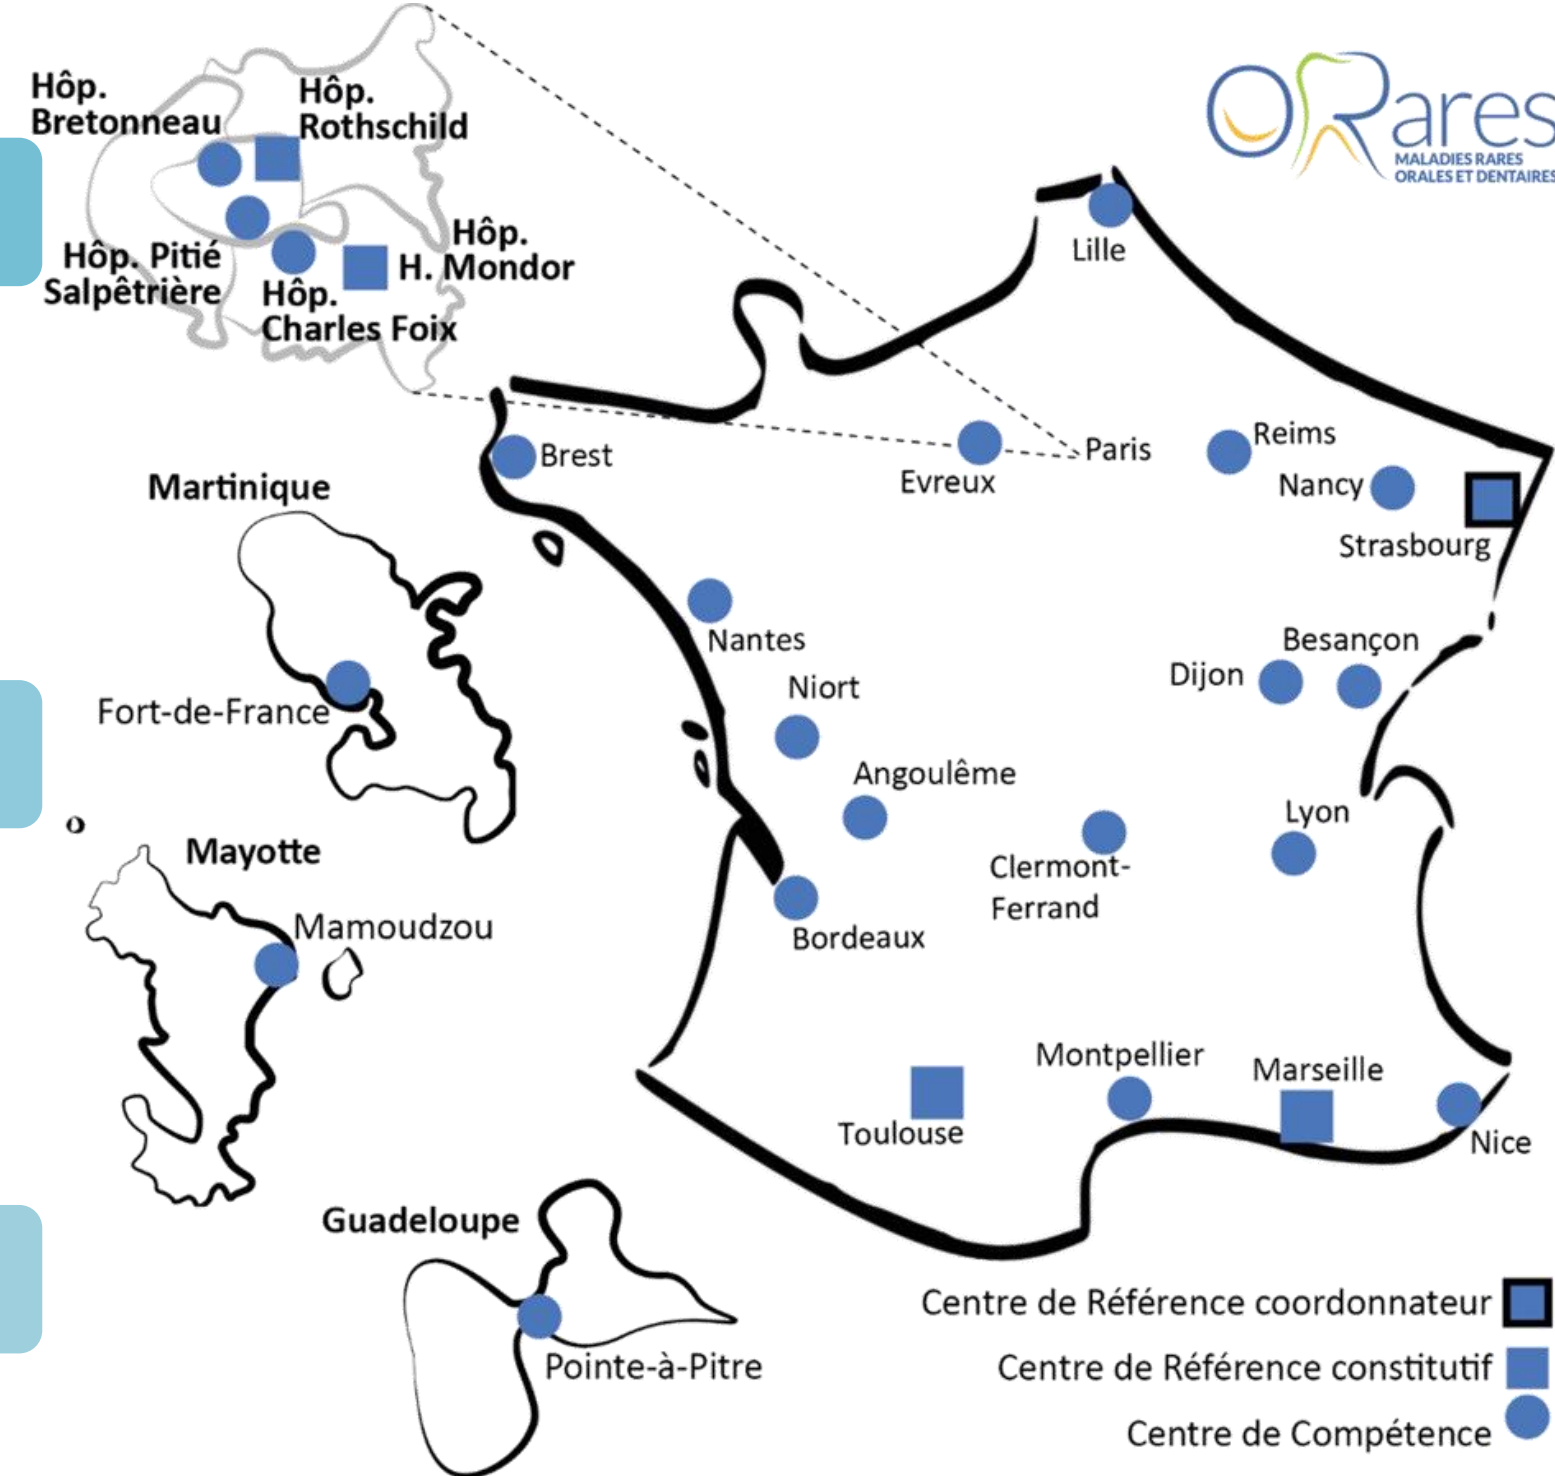 Hôp.
Bretonneau
Hôp.
Rothschild
Hôp. Pitié
Salpêtrière
Hôp.
Charles Foix
Hôp.
H. Mondor
ORares
MALADIES RARES
ORALES ET DENTAIRES
Lille
Brest
Evreux
Paris
Reims
Nancy
Strasbourg
Martinique
Fort-de-France
Nantes
Niort
Angoulême
Besançon
Dijon
Lyon
Clermont-
Ferrand
Bordeaux
Mayotte
Mamoudzou
Montpellier
Marseille
Toulouse
Nice
Guadeloupe
Pointe-à-Pitre
Centre de Référence coordonnateur
Centre de Référence constitutif
Centre de Compétence